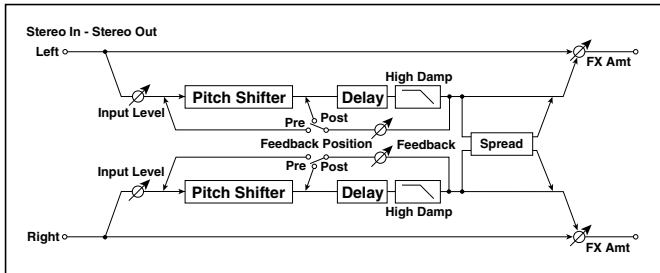 Stereo In - Stereo Out
Left
FX Amt
High Damp
Pitch Shifter
Delay
Input Level
Pre
Post
Feedback Position
Feedback
Spread
Input Level
Pre
Post
Pitch Shifter
Delay
High Damp
Right
FX Amt